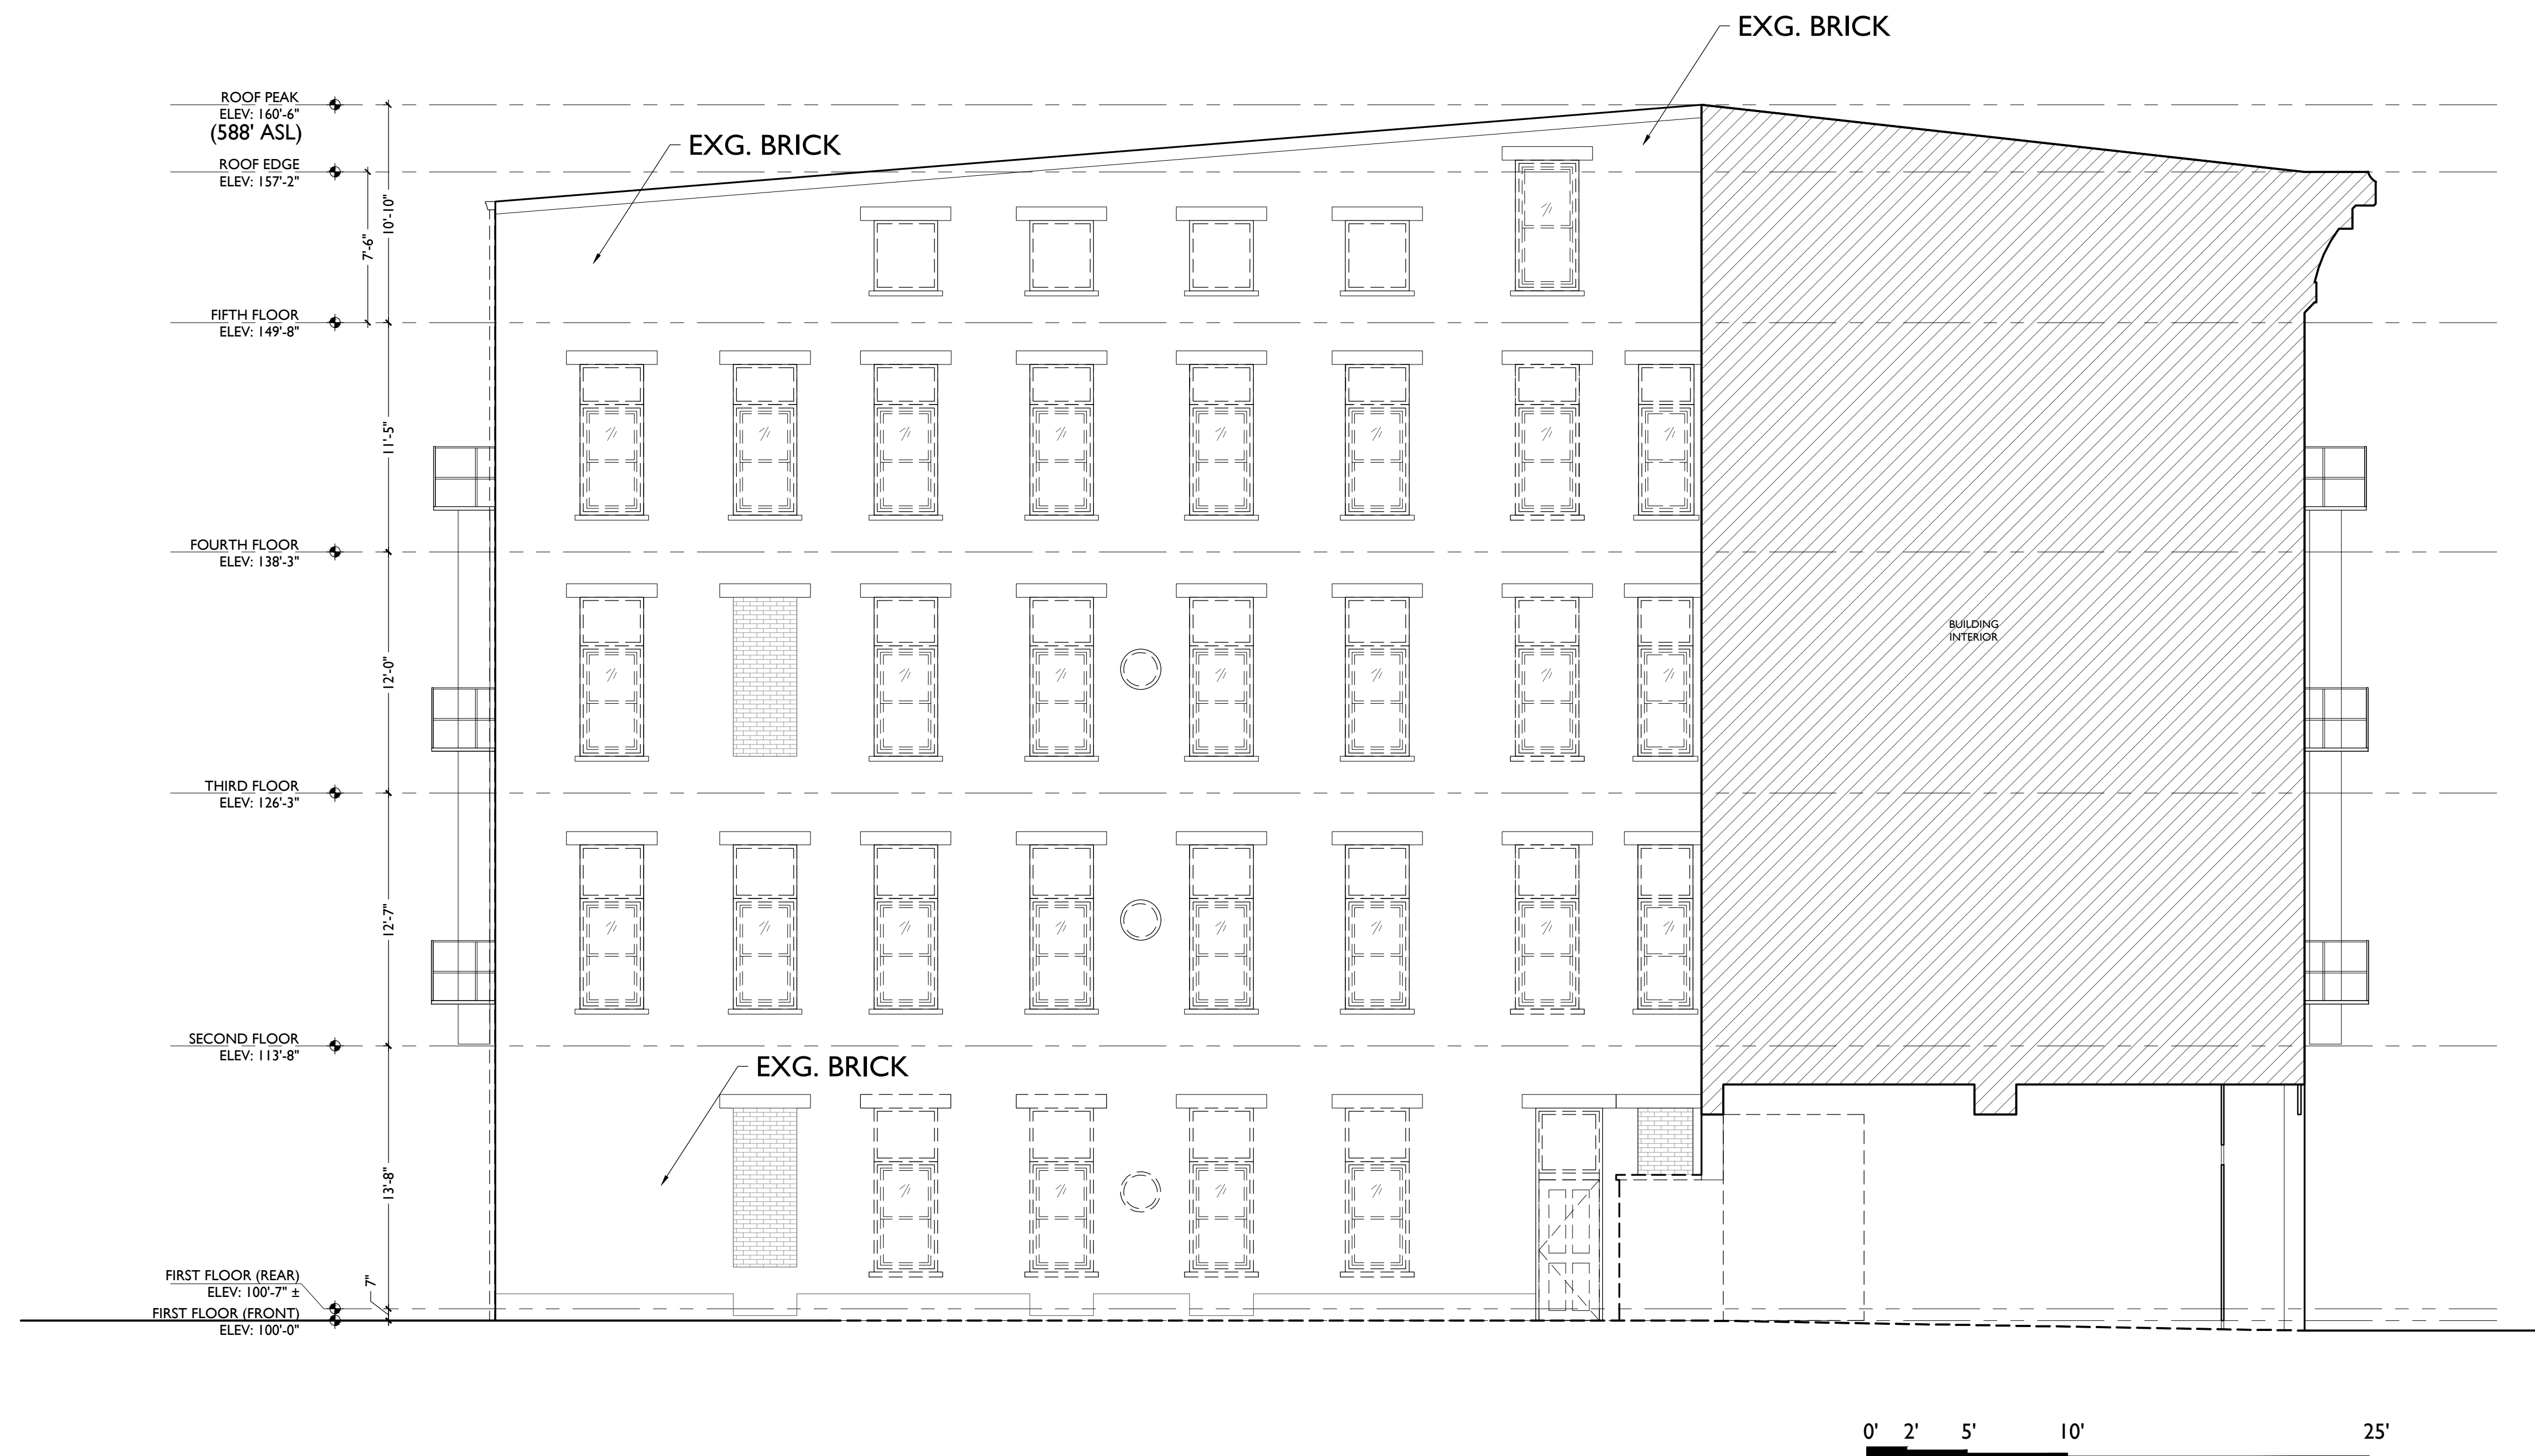 EXG. BRICK
ROOF PEAK
ELEV: 160'-6"
(588' ASL)
EXG. BRICK
ROOF EDGE
ELEV: 157'-2"
10'-10"
7'-6"
FIFTH FLOOR
ELEV: 149'-8"
11'-5"
FOURTH FLOOR
ELEV: 138'-3"
BUILDING
INTERIOR
12'-0"
THIRD FLOOR
ELEV: 126'-3"
12'-7"
SECOND FLOOR
ELEV: 113'-8"
EXG. BRICK
13'-8"
FIRST FLOOR (REAR)
ELEV: 100'-7" ±
7"
FIRST FLOOR (FRONT)
ELEV: 100'-0"
0' 2' 5' 10' 25'